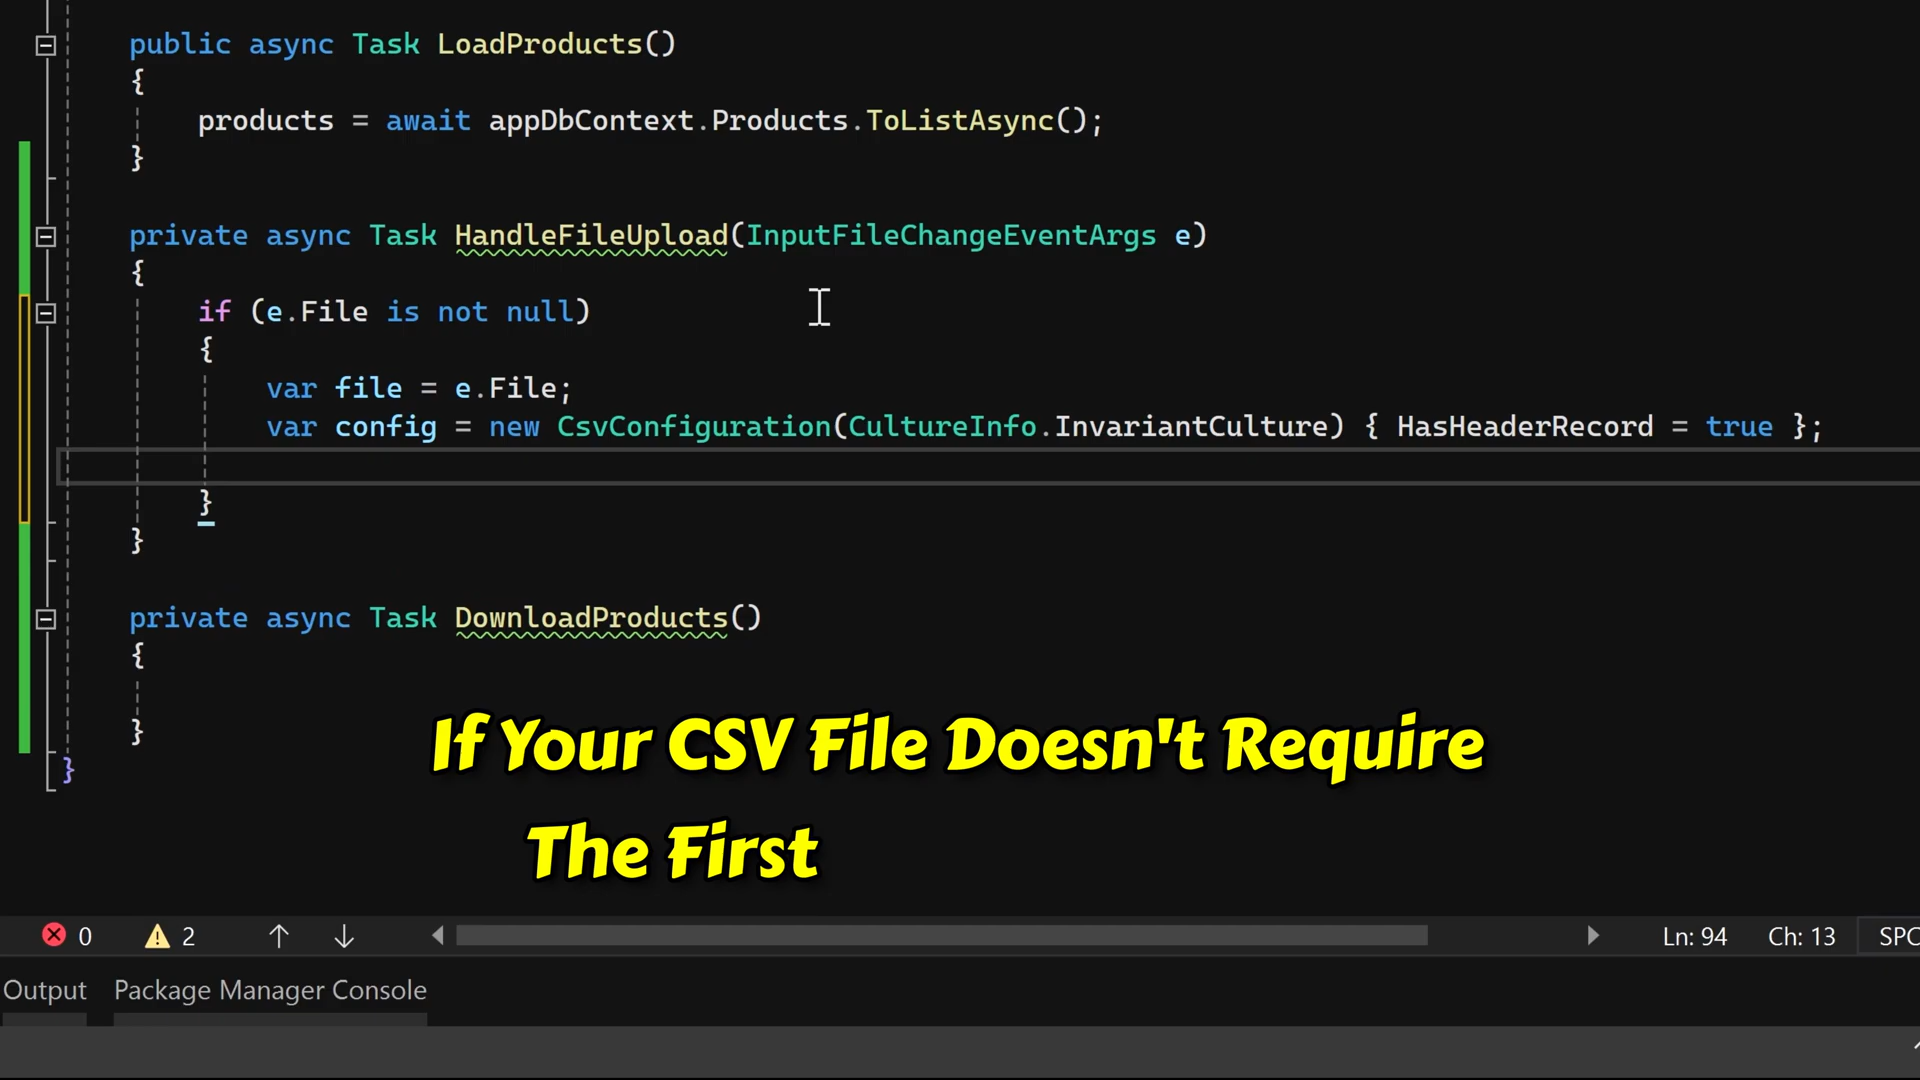 public async Task LoadProducts()
{
products = await appDbContext.Products.ToListAsync();
}
private async Task HandleFileUpload(InputFileChangeEventArgs e)
{
if (e.File is not null)
{
var file = e.File;
var config = new CsvConfiguration(CultureInfo.InvariantCulture) { HasHeaderRecord = true };
}
}
private async Task DownloadProducts()
{
}
}
If Your CSV File Doesn't Require
The First
0 2 Ln: 94 Ch: 13 SPC
Output Package Manager Console